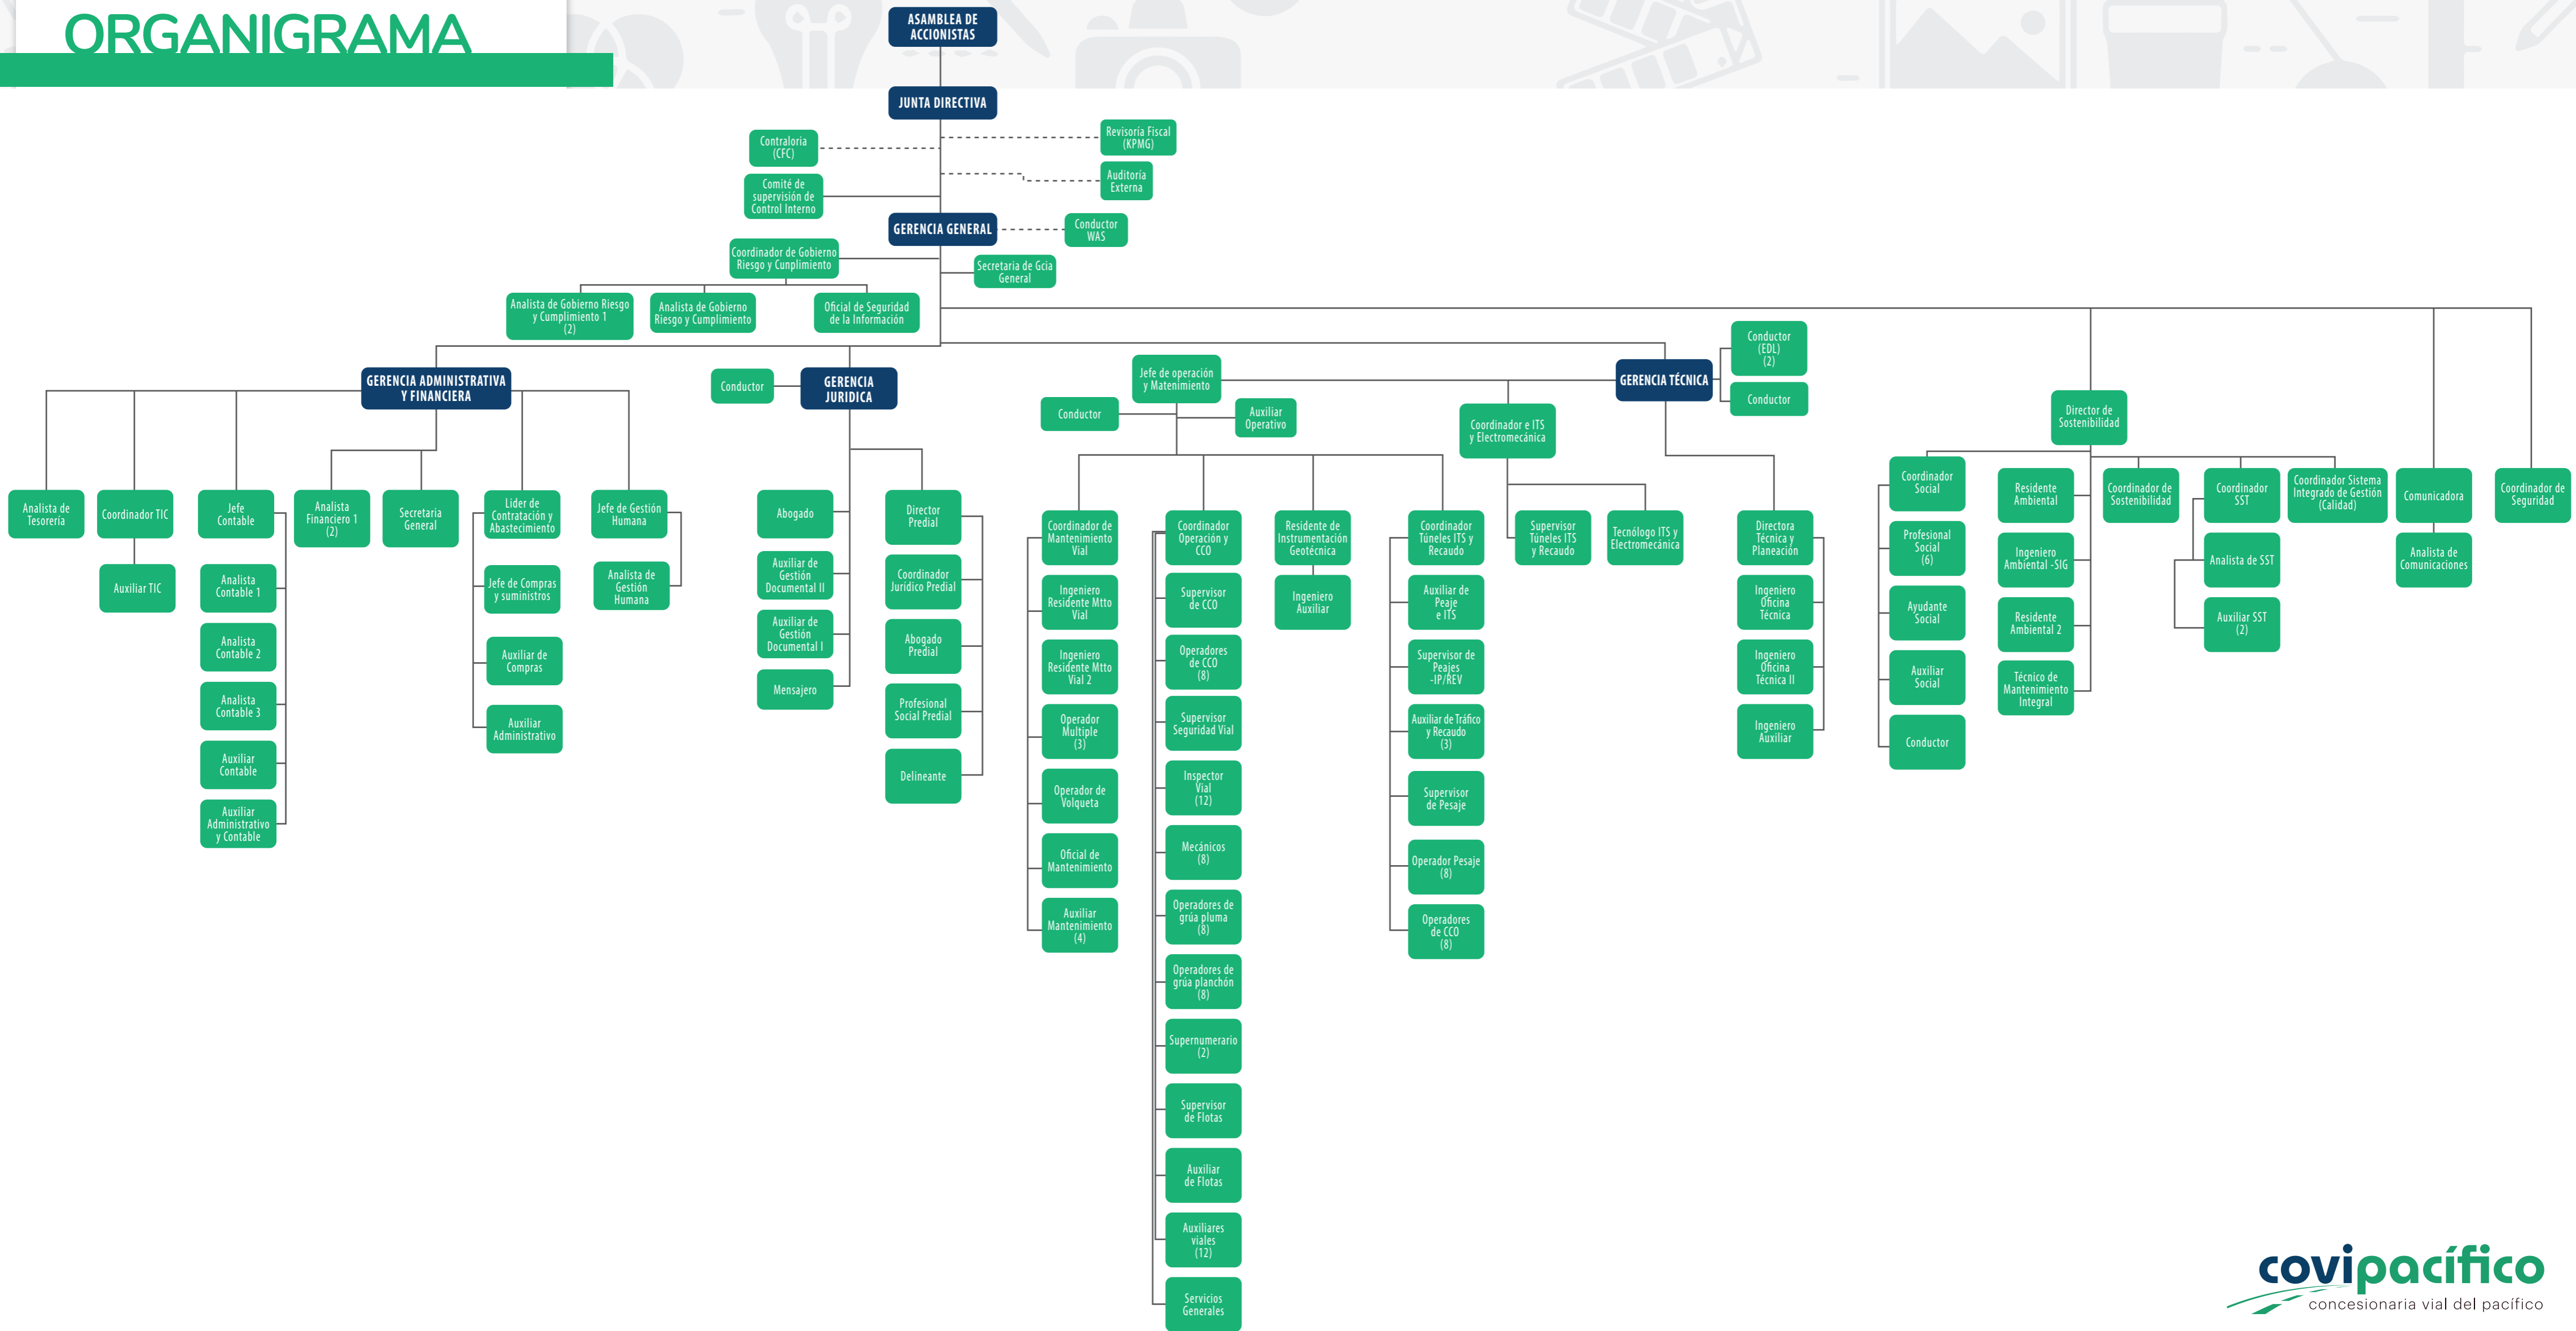 ORGANIGRAMA
ASAMBLEA DE
ACCIONISTAS
JUNTA DIRECTIVA
Contraloria
(CFC)
Revisoría Fiscal
(KPMG)
Comité de
supervisión de
Control Interno
Auditoría
Externa
GERENCIA GENERAL
Conductor
WAS
Coordinador de Gobierno
Riesgo y Cunplimiento
Secretaria de Gcia
General
Analista de Gobierno Riesgo
y Cumplimiento 1
(2)
Analista de Gobierno
Riesgo y Cumplimiento
Oficial de Seguridad
de la Información
GERENCIA ADMINISTRATIVA
Y FINANCIERA
Analista de
Tesorería
Coordinador TIC
Auxiliar TIC
Jefe
Contable
Analista
Contable 1
Analista
Contable 2
Analista
Contable 3
Auxiliar
Contable
Auxiliar
Administrativo
y Contable
Analista
Financiero 1
(2)
Secretaria
General
Lider de
Contratación y
Abastecimiento
Jefe de Compras
y suministros
Auxiliar de
Compras
Auxiliar
Administrativo
Jefe de Gestión
Humana
Analista de
Gestión
Humana
Conductor
GERENCIA
JURIDICA
Abogado
Auxiliar de
Gestión
Documental II
Auxiliar de
Gestión
Documental I
Mensajero
Director
Predial
Coordinador
Jurídico Predial
Abogado
Predial
Profesional
Social Predial
Delineante
GERENCIA TÉCNICA
Conductor
(EDL)
(2)
Conductor
Jefe de operación
y Matenimiento
Conductor
Auxiliar
Operativo
Coordinador e ITS
y Electromecánica
Coordinador de
Mantenimiento
Vial
Ingeniero
Residente Mtto
Vial
Ingeniero
Residente Mtto
Vial 2
Operador
Multiple
(3)
Operador de
Volqueta
Oficial de
Mantenimiento
Auxiliar
Mantenimiento
(4)
Coordinador
Operación y
CCO
Supervisor
de CCO
Operadores
de CCO
(8)
Supervisor
Seguridad Vial
Inspector
Vial
(12)
Mecánicos
(8)
Operadores de
grúa pluma
(8)
Operadores de
grúa planchón
(8)
Supernumerario
(2)
Supervisor
de Flotas
Auxiliar
de Flotas
Auxiliares
viales
(12)
Servicios
Generales
Residente de
Instrumentación
Geotécnica
Ingeniero
Auxiliar
Coordinador
Túneles ITS y
Recaudo
Auxiliar de
Peaje
e ITS
Supervisor de
Peajes
-IP/REV
Auxiliar de Tráfico
y Recaudo
(3)
Supervisor
de Pesaje
Operador Pesaje
(8)
Operadores
de CCO
(8)
Supervisor
Túneles ITS
y Recaudo
Tecnólogo ITS y
Electromecánica
Directora
Técnica y
Planeación
Ingeniero
Oficina
Técnica
Ingeniero
Oficina
Técnica II
Ingeniero
Auxiliar
Director de
Sostenibilidad
Coordinador
Social
Profesional
Social
(6)
Ayudante
Social
Auxiliar
Social
Conductor
Residente
Ambiental
Ingeniero
Ambiental -SIG
Residente
Ambiental 2
Técnico de
Mantenimiento
Integral
Coordinador de
Sostenibilidad
Coordinador
SST
Analista de SST
Auxiliar SST
(2)
Coordinador Sistema
Integrado de Gestión
(Calidad)
Comunicadora
Analista de
Comunicaciones
Coordinador de
Seguridad
covipacífico
concesionaria vial del pacífico